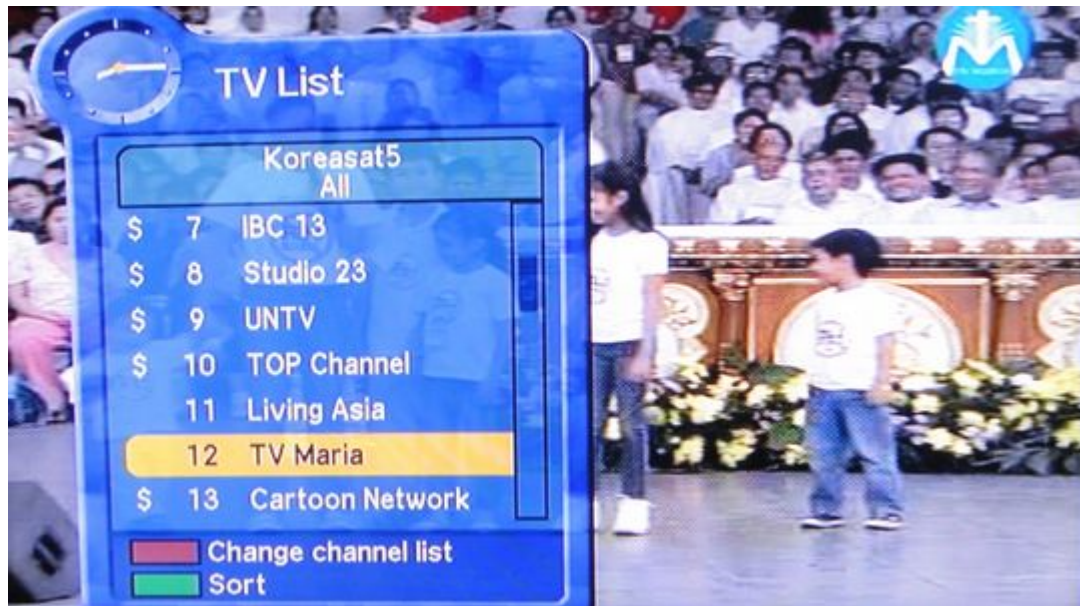 TV List
Koreasat5
All
$ 7 IBC 13
$ 8 Studio 23
$ 9 UNTV
$ 10 TOP Channel
11 Living Asia
12 TV Maria
$ 13 Cartoon Network
Change channel list
Sort